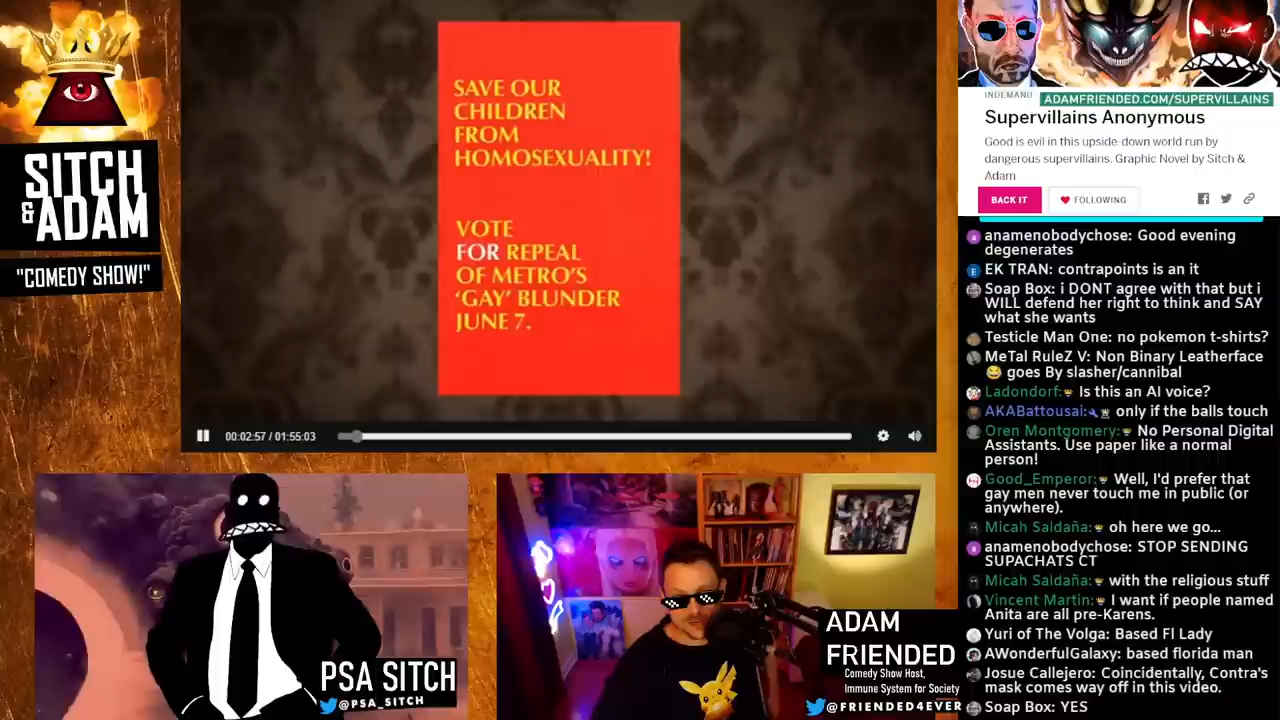 SITCH
& ADAM
"COMEDY SHOW!"
SAVE OUR
CHILDREN
FROM
HOMOSEXUALITY!
VOTE
FOR REPEAL
OF METRO'S
'GAY' BLUNDER
JUNE 7.
00:02:57 / 01:55:03
PSA SITCH
@PSA_SITCH
ADAM
FRIENDED
Comedy Show Host,
Immune System for Society
@FRIENDED4EVER
INDEMAND
ADAMFRIENDED.COM/SUPERVILLAINS
Supervillains Anonymous
Good is evil in this upside-down world run by
dangerous supervillains. Graphic Novel by Sitch &
Adam
BACK IT
FOLLOWING
anamenobodychose: Good evening
degenerates
EK TRAN: contrapoints is an it
Soap Box: i DONT agree with that but i
WILL defend her right to think and SAY
what she wants
Testicle Man One: no pokemon t-shirts?
MeTal RuleZ V: Non Binary Leatherface
😂 goes By slasher/cannibal
Ladondorf: Is this an AI voice?
AKABattousai: only if the balls touch
Oren Montgomery: No Personal Digital
Assistants. Use paper like a normal
person!
Good_Emperor: Well, I'd prefer that
gay men never touch me in public (or
anywhere).
Micah Saldaña: oh here we go...
anamenobodychose: STOP SENDING
SUPACHATS CT
Micah Saldaña: with the religious stuff
Vincent Martin: I want if people named
Anita are all pre-Karens.
Yuri of The Volga: Based Fl Lady
AWonderfulGalaxy: based florida man
Josue Callejero: Coincidentally, Contra's
mask comes way off in this video.
Soap Box: YES